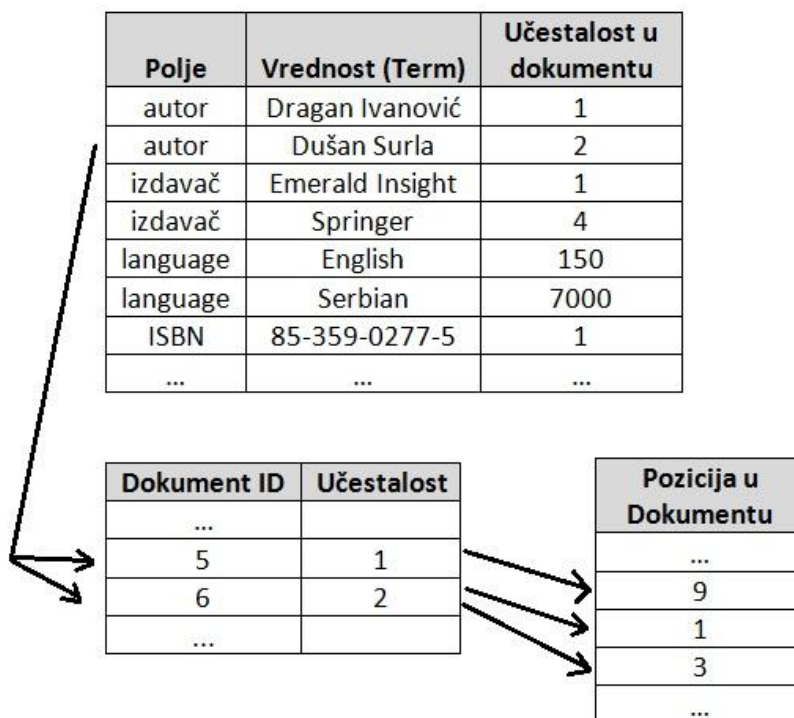 Polje Vrednost (Term) Učestalost u dokumentu
autor Dragan Ivanović 1
autor Dušan Surla 2
izdavač Emerald Insight 1
izdavač Springer 4
language English 150
language Serbian 7000
ISBN 85-359-0277-5 1
... ... ...
Dokument ID Učestalost
...
5 1
6 2
...
Pozicija u
Dokumentu
...
9
1
3
...